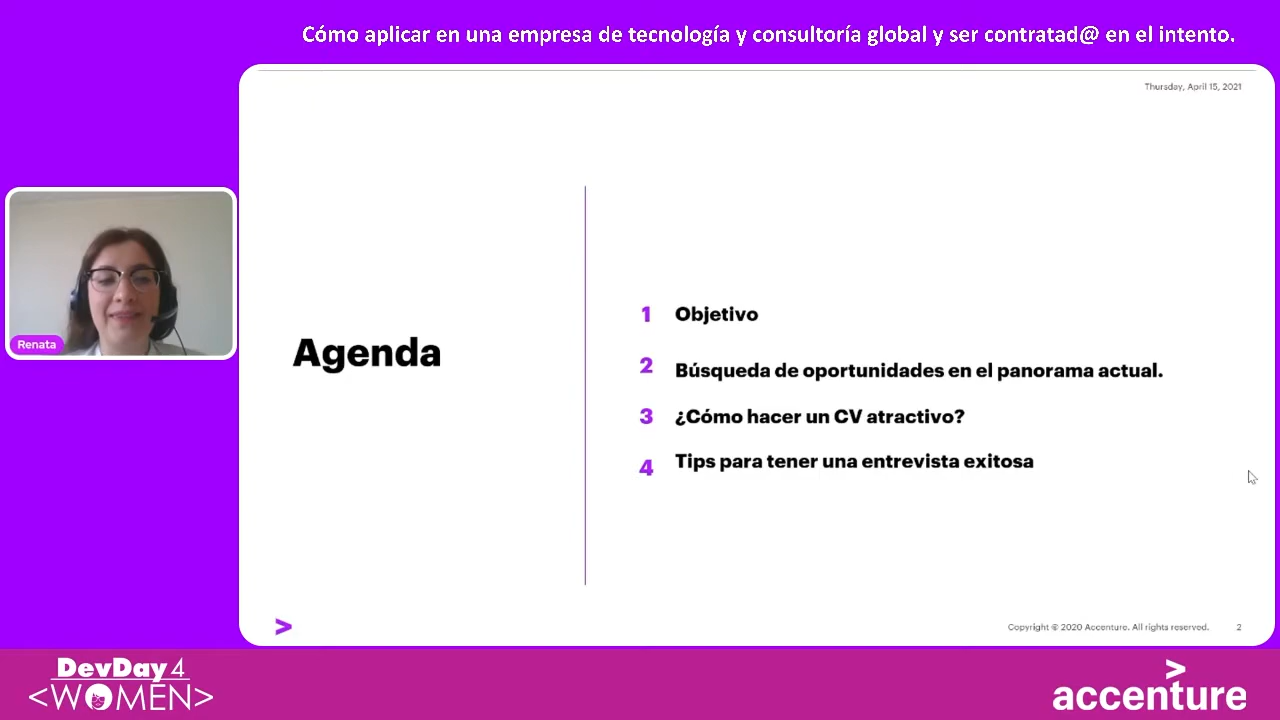 Cómo aplicar en una empresa de tecnología y consultoría global y ser contratad@ en el intento.
Thursday, April 15, 2021
Agenda
1 Objetivo
2 Búsqueda de oportunidades en el panorama actual.
3 ¿Cómo hacer un CV atractivo?
4 Tips para tener una entrevista exitosa
Renata
>
Copyright © 2020 Accenture. All rights reserved. 2
DevDay4
<WOMEN>
>
accenture